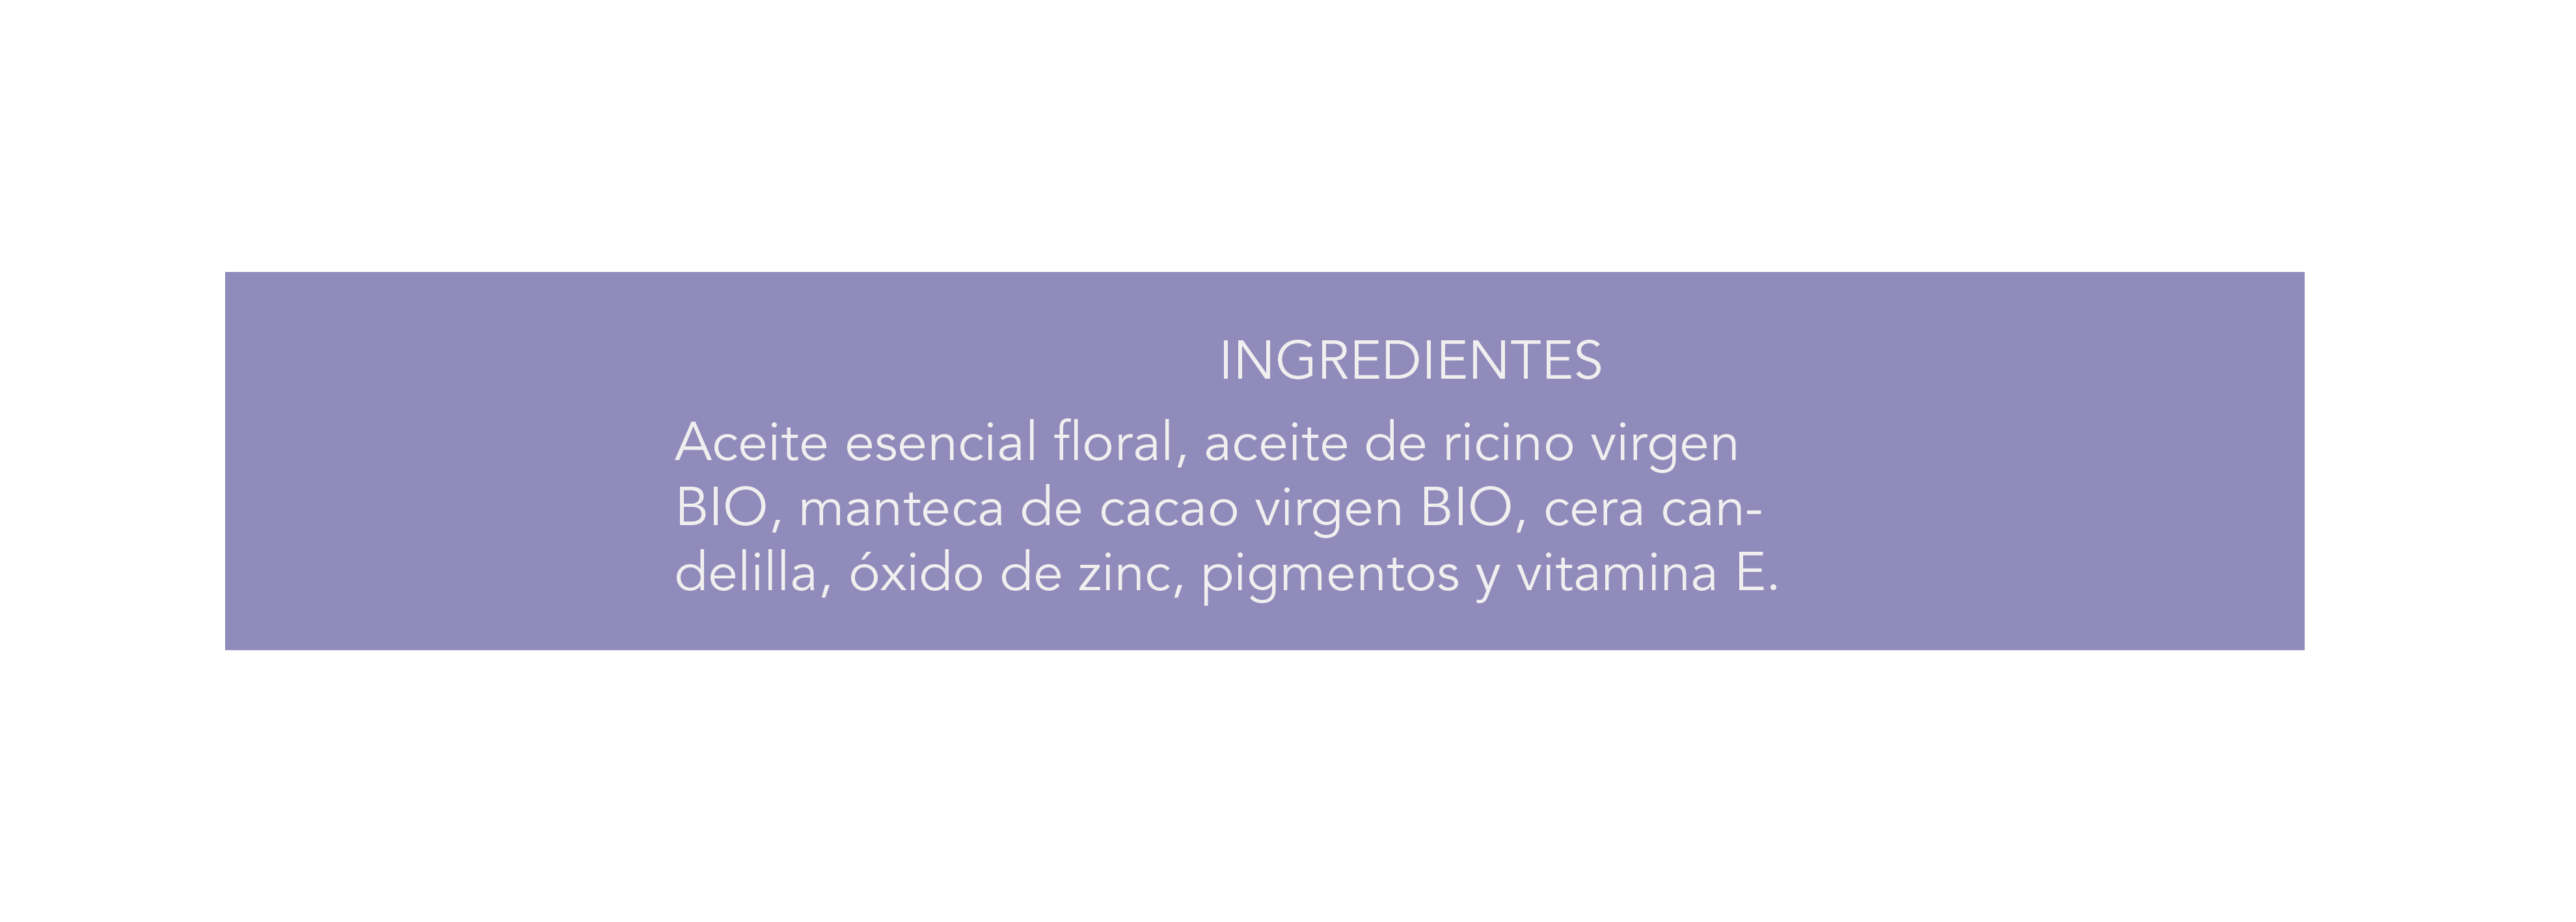 INGREDIENTES
Aceite esencial floral, aceite de ricino virgen
BIO, manteca de cacao virgen BIO, cera can-
delilla, óxido de zinc, pigmentos y vitamina E.